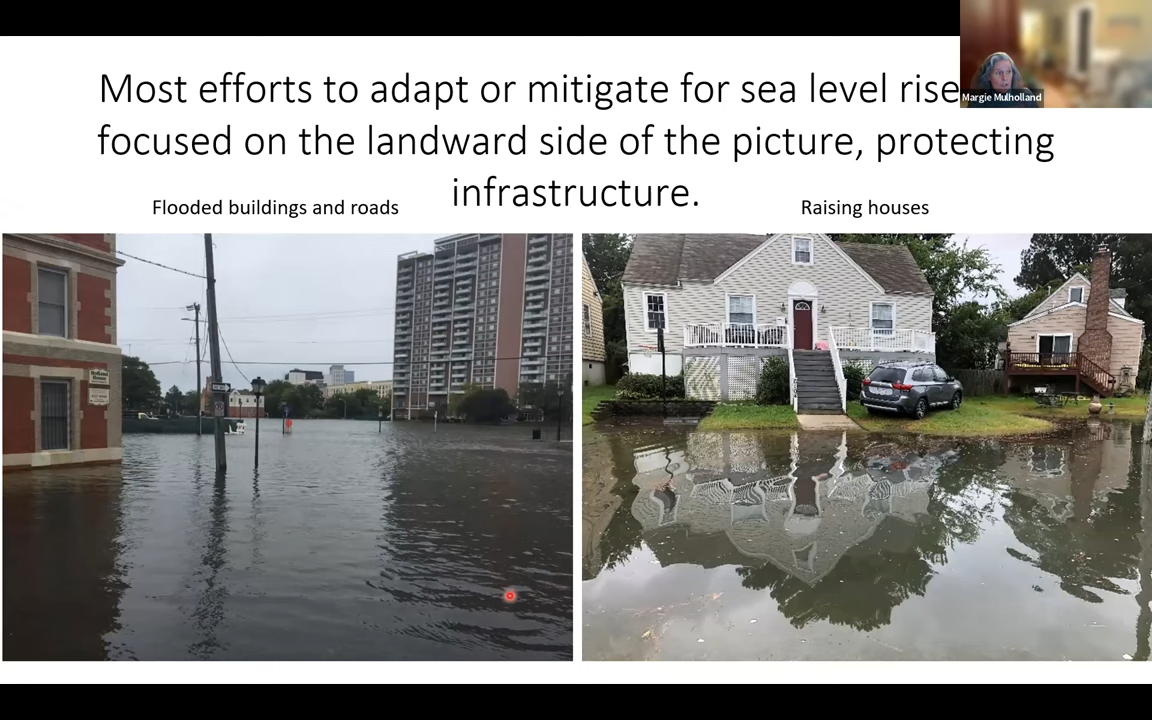 Most efforts to adapt or mitigate for sea level rise
focused on the landward side of the picture, protecting
infrastructure.
Flooded buildings and roads
Raising houses
Margie Mulholland